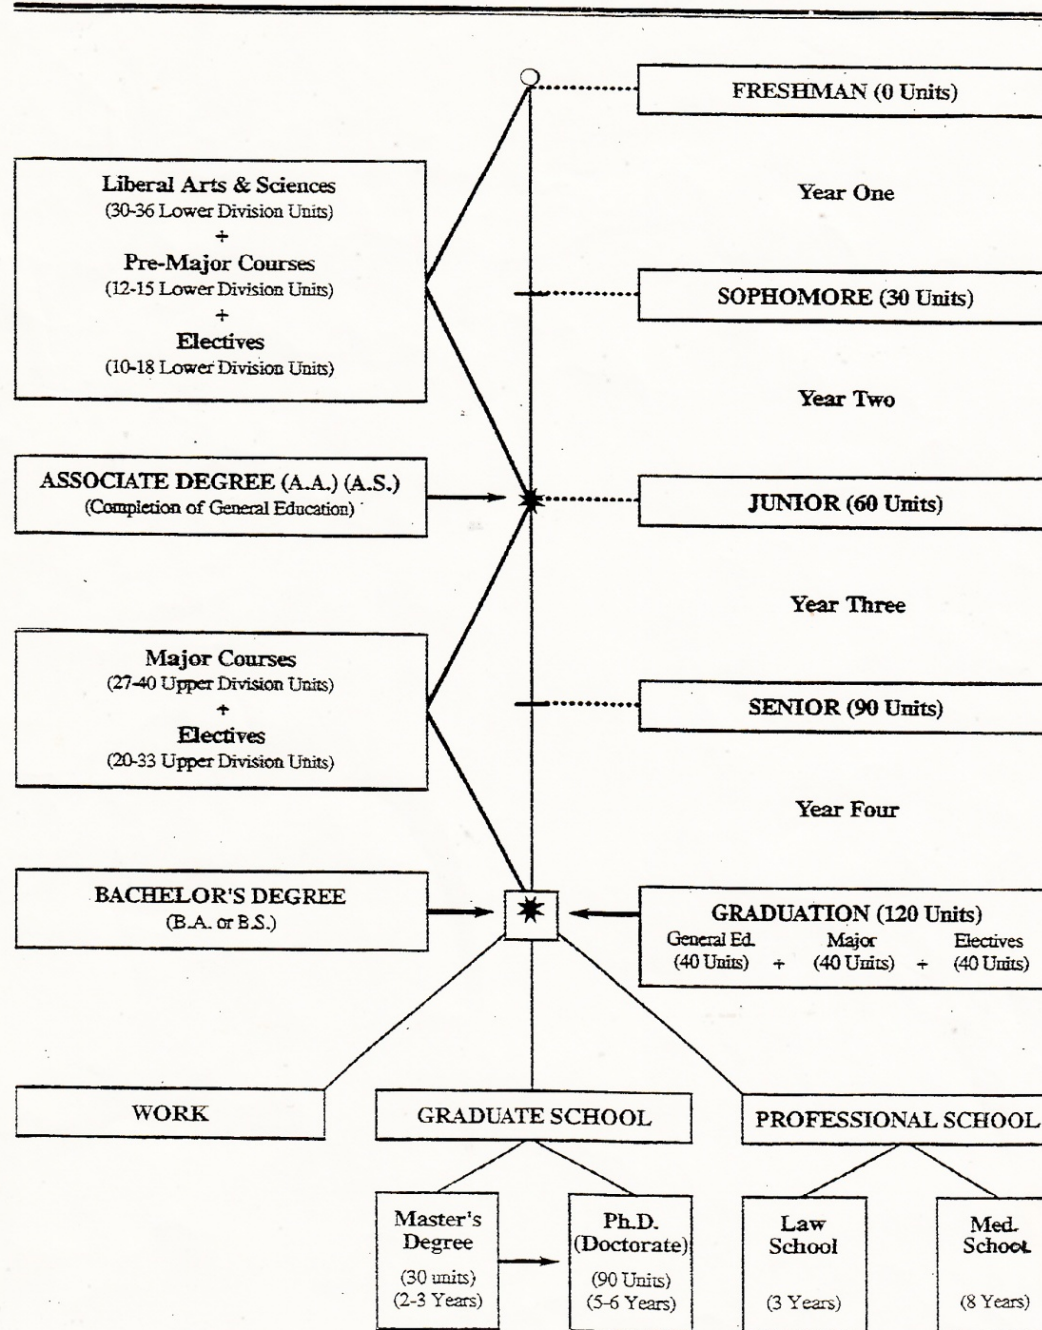 FRESHMAN (0 Units)
Liberal Arts & Sciences
(30-36 Lower Division Units)
+
Pre-Major Courses
(12-15 Lower Division Units)
+
Electives
(10-18 Lower Division Units)
Year One
SOPHOMORE (30 Units)
Year Two
ASSOCIATE DEGREE (A.A.) (A.S.)
(Completion of General Education)
JUNIOR (60 Units)
Year Three
Major Courses
(27-40 Upper Division Units)
+
Electives
(20-33 Upper Division Units)
SENIOR (90 Units)
Year Four
BACHELOR'S DEGREE
(B.A. or B.S.)
GRADUATION (120 Units)
General Ed. Major Electives
(40 Units) + (40 Units) + (40 Units)
WORK
GRADUATE SCHOOL
PROFESSIONAL SCHOOL
Master's
Degree
(30 units)
(2-3 Years)
Ph.D.
(Doctorate)
(90 Units)
(5-6 Years)
Law
School
(3 Years)
Med.
School
(8 Years)